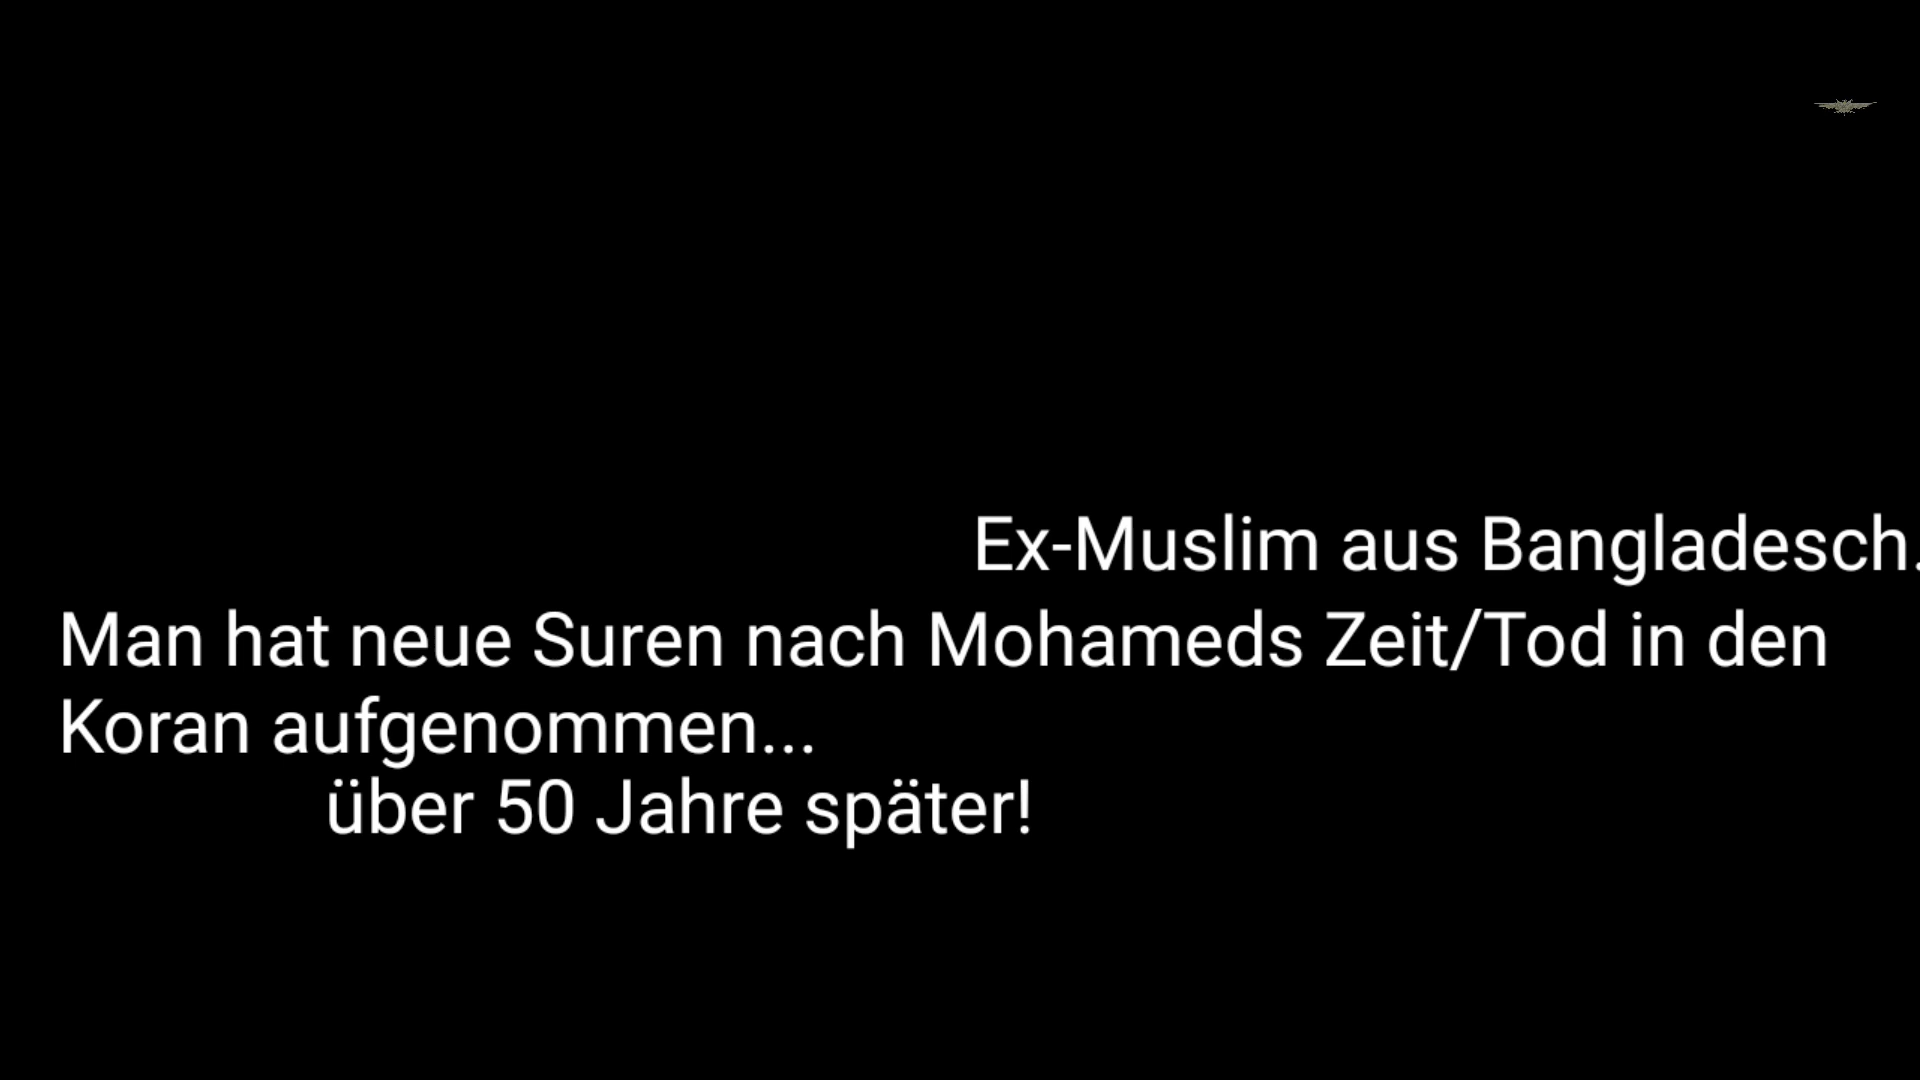 Ex-Muslim aus Bangladesch.
Man hat neue Suren nach Mohameds Zeit/Tod in den
Koran aufgenommen...
über 50 Jahre später!